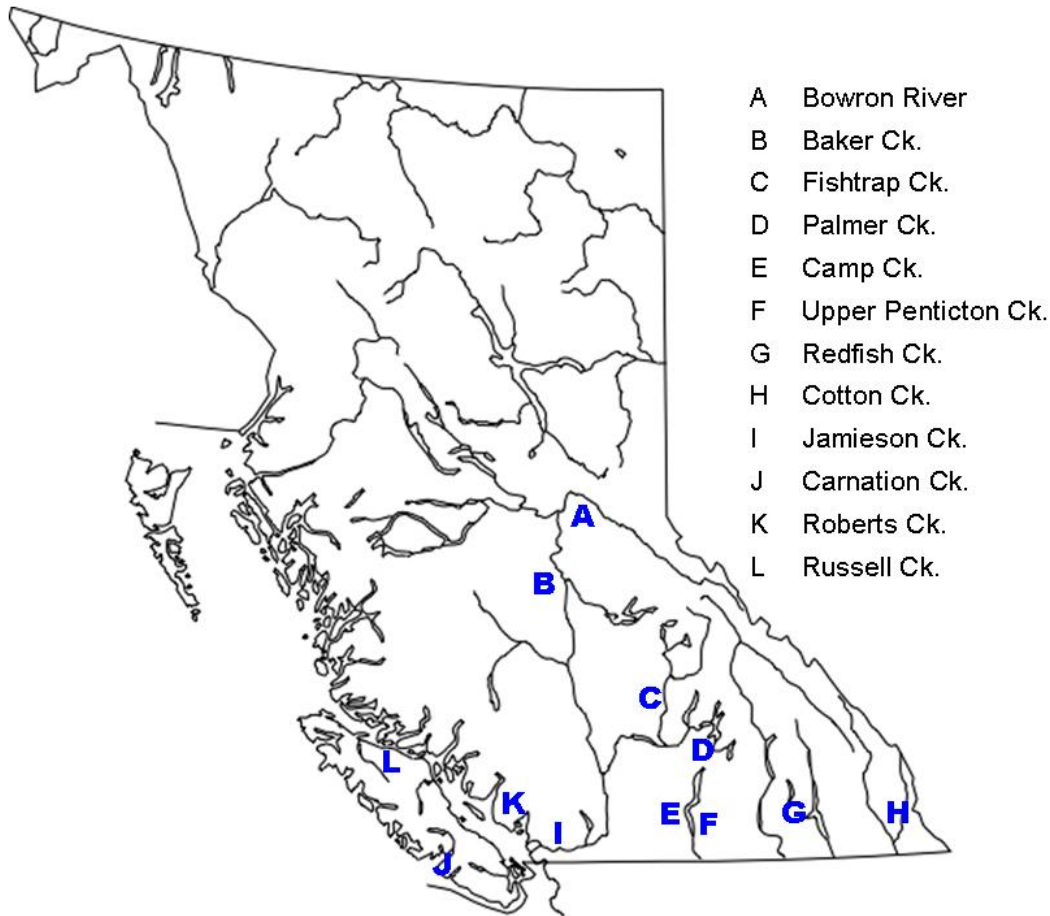 A Bowron River
B Baker Ck.
C Fishtrap Ck.
D Palmer Ck.
E Camp Ck.
F Upper Penticton Ck.
G Redfish Ck.
H Cotton Ck.
I Jamieson Ck.
J Carnation Ck.
K Roberts Ck.
L Russell Ck.
A
B
C
D
L
K
I
E
F
G
H
J